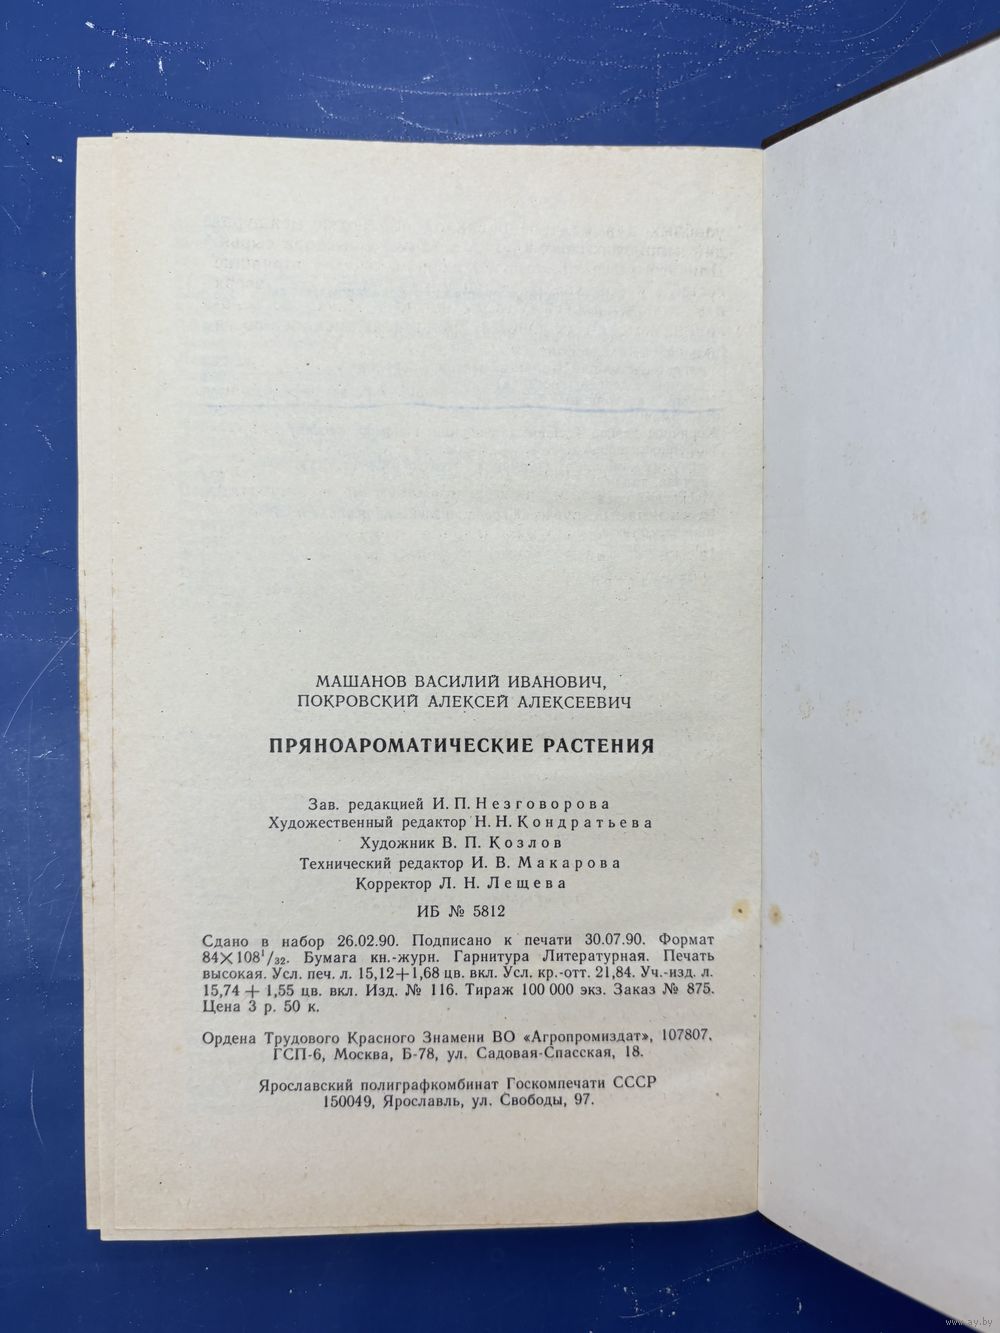 МАШАНОВ ВАСИЛИЙ ИВАНОВИЧ,
ПОКРОВСКИЙ АЛЕКСЕЙ АЛЕКСЕЕВИЧ
ПРЯНОАРОМАТИЧЕСКИЕ РАСТЕНИЯ
Зав. редакцией И. П. Незговорова
Художественный редактор Н. Н. Кондратьева
Художник В. П. Козлов
Технический редактор И. В. Макарова
Корректор Л. Н. Лещева
ИБ № 5812
Сдано в набор 26.02.90. Подписано к печати 30.07.90. Формат
84×108¹/₃₂. Бумага кн.-журн. Гарнитура Литературная. Печать
высокая. Усл. печ. л. 15,12+1,68 цв. вкл. Усл. кр.-отт. 21,84. Уч.-изд. л.
15,74 + 1,55 цв. вкл. Изд. № 116. Тираж 100 000 экз. Заказ № 875.
Цена 3 р. 50 к.
Ордена Трудового Красного Знамени ВО «Агропромиздат», 107807,
ГСП-6, Москва, Б-78, ул. Садовая-Спасская, 18.
Ярославский полиграфкомбинат Госкомпечати СССР
150049, Ярославль, ул. Свободы, 97.
www.ay.by